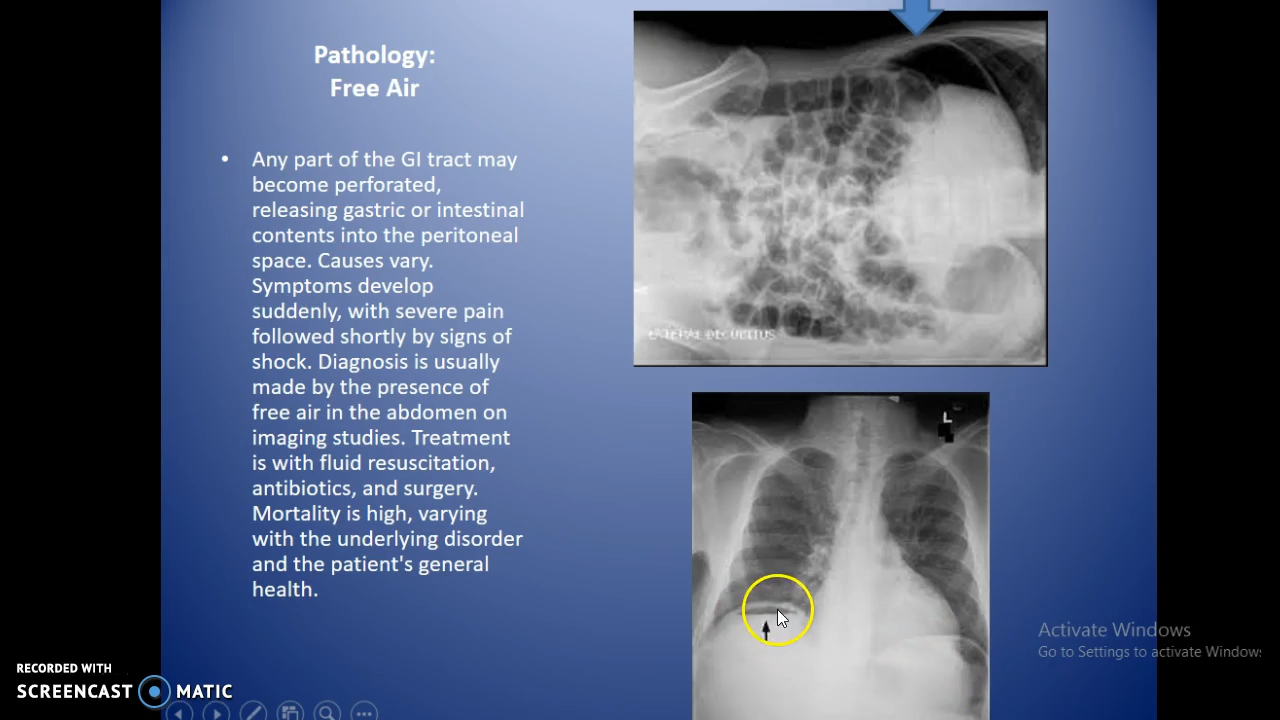 Pathology:
Free Air
• Any part of the GI tract may
become perforated,
releasing gastric or intestinal
contents into the peritoneal
space. Causes vary.
Symptoms develop
suddenly, with severe pain
followed shortly by signs of
shock. Diagnosis is usually
made by the presence of
free air in the abdomen on
imaging studies. Treatment
is with fluid resuscitation,
antibiotics, and surgery.
Mortality is high, varying
with the underlying disorder
and the patient's general
health.
LATERAL DECUBITUS
L
Activate Windows
Go to Settings to activate Windows
RECORDED WITH
SCREENCAST MATIC